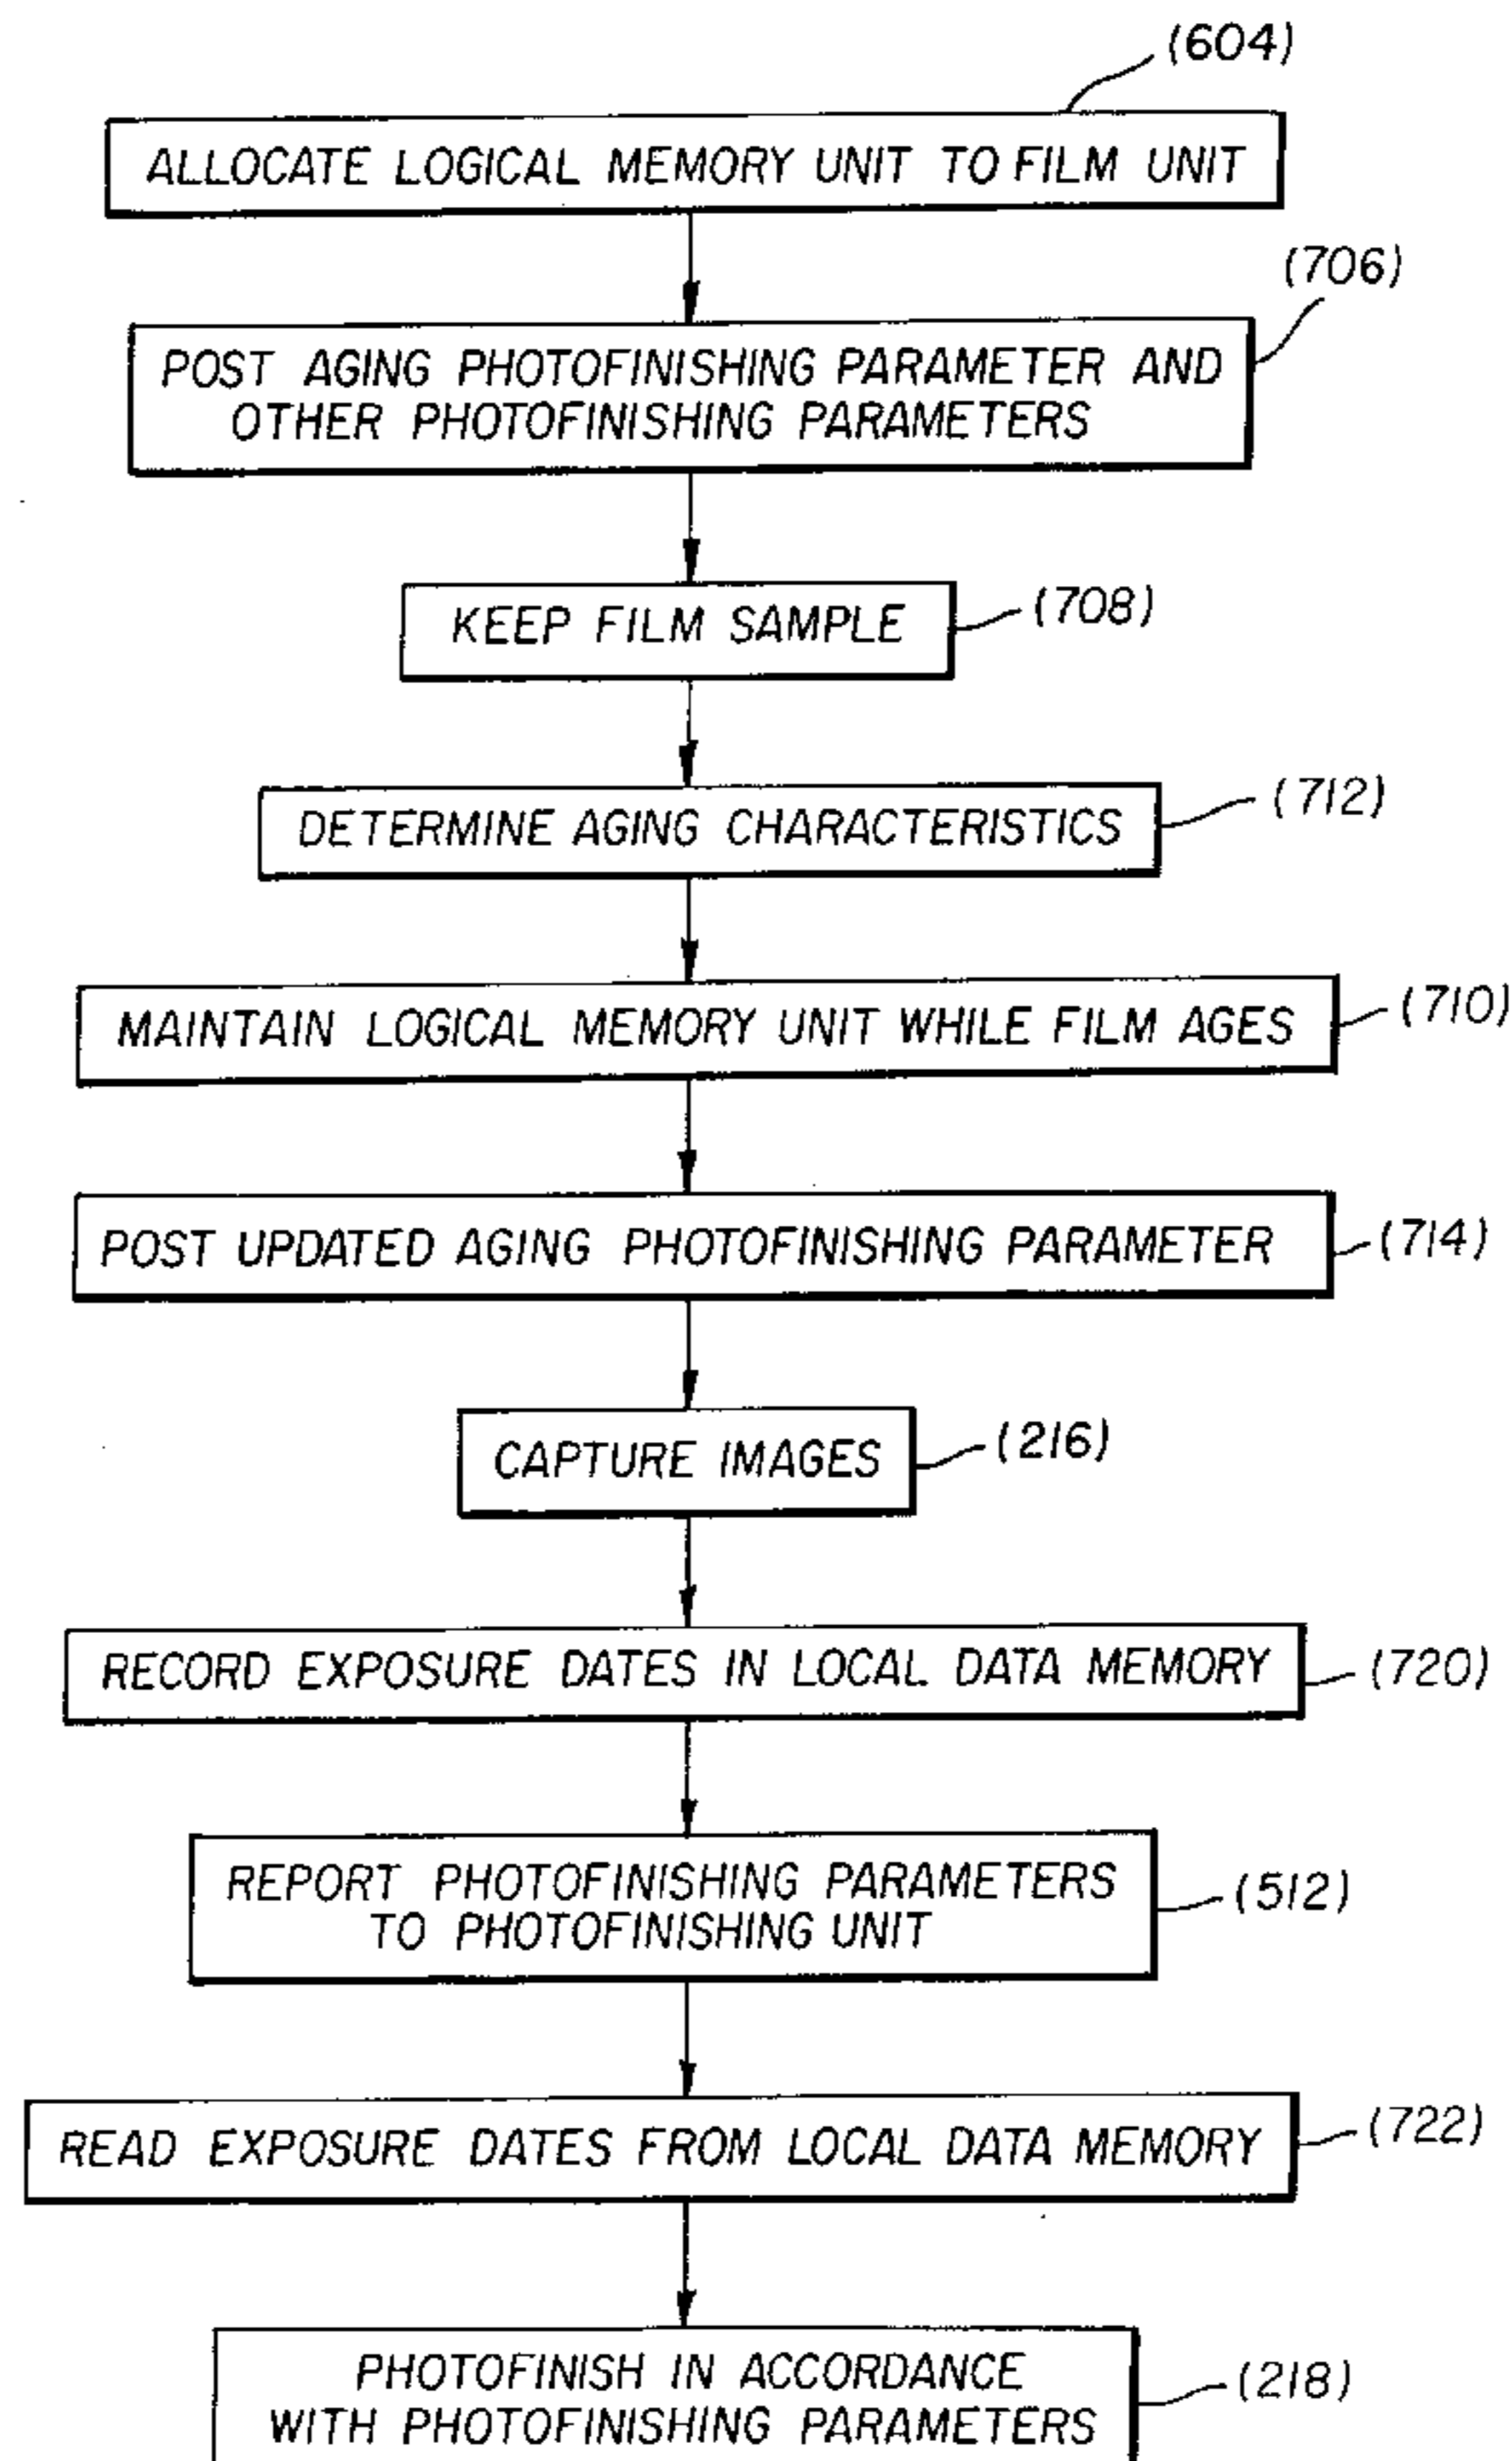 (604)
ALLOCATE LOGICAL MEMORY UNIT TO FILM UNIT
(706)
POST AGING PHOTOFINISHING PARAMETER AND
OTHER PHOTOFINISHING PARAMETERS
KEEP FILM SAMPLE
(708)
DETERMINE AGING CHARACTERISTICS
(712)
MAINTAIN LOGICAL MEMORY UNIT WHILE FILM AGES
(710)
POST UPDATED AGING PHOTOFINISHING PARAMETER
(714)
CAPTURE IMAGES
(216)
RECORD EXPOSURE DATES IN LOCAL DATA MEMORY
(720)
REPORT PHOTOFINISHING PARAMETERS
TO PHOTOFINISHING UNIT
(512)
READ EXPOSURE DATES FROM LOCAL DATA MEMORY
(722)
PHOTOFINISH IN ACCORDANCE
WITH PHOTOFINISHING PARAMETERS
(218)